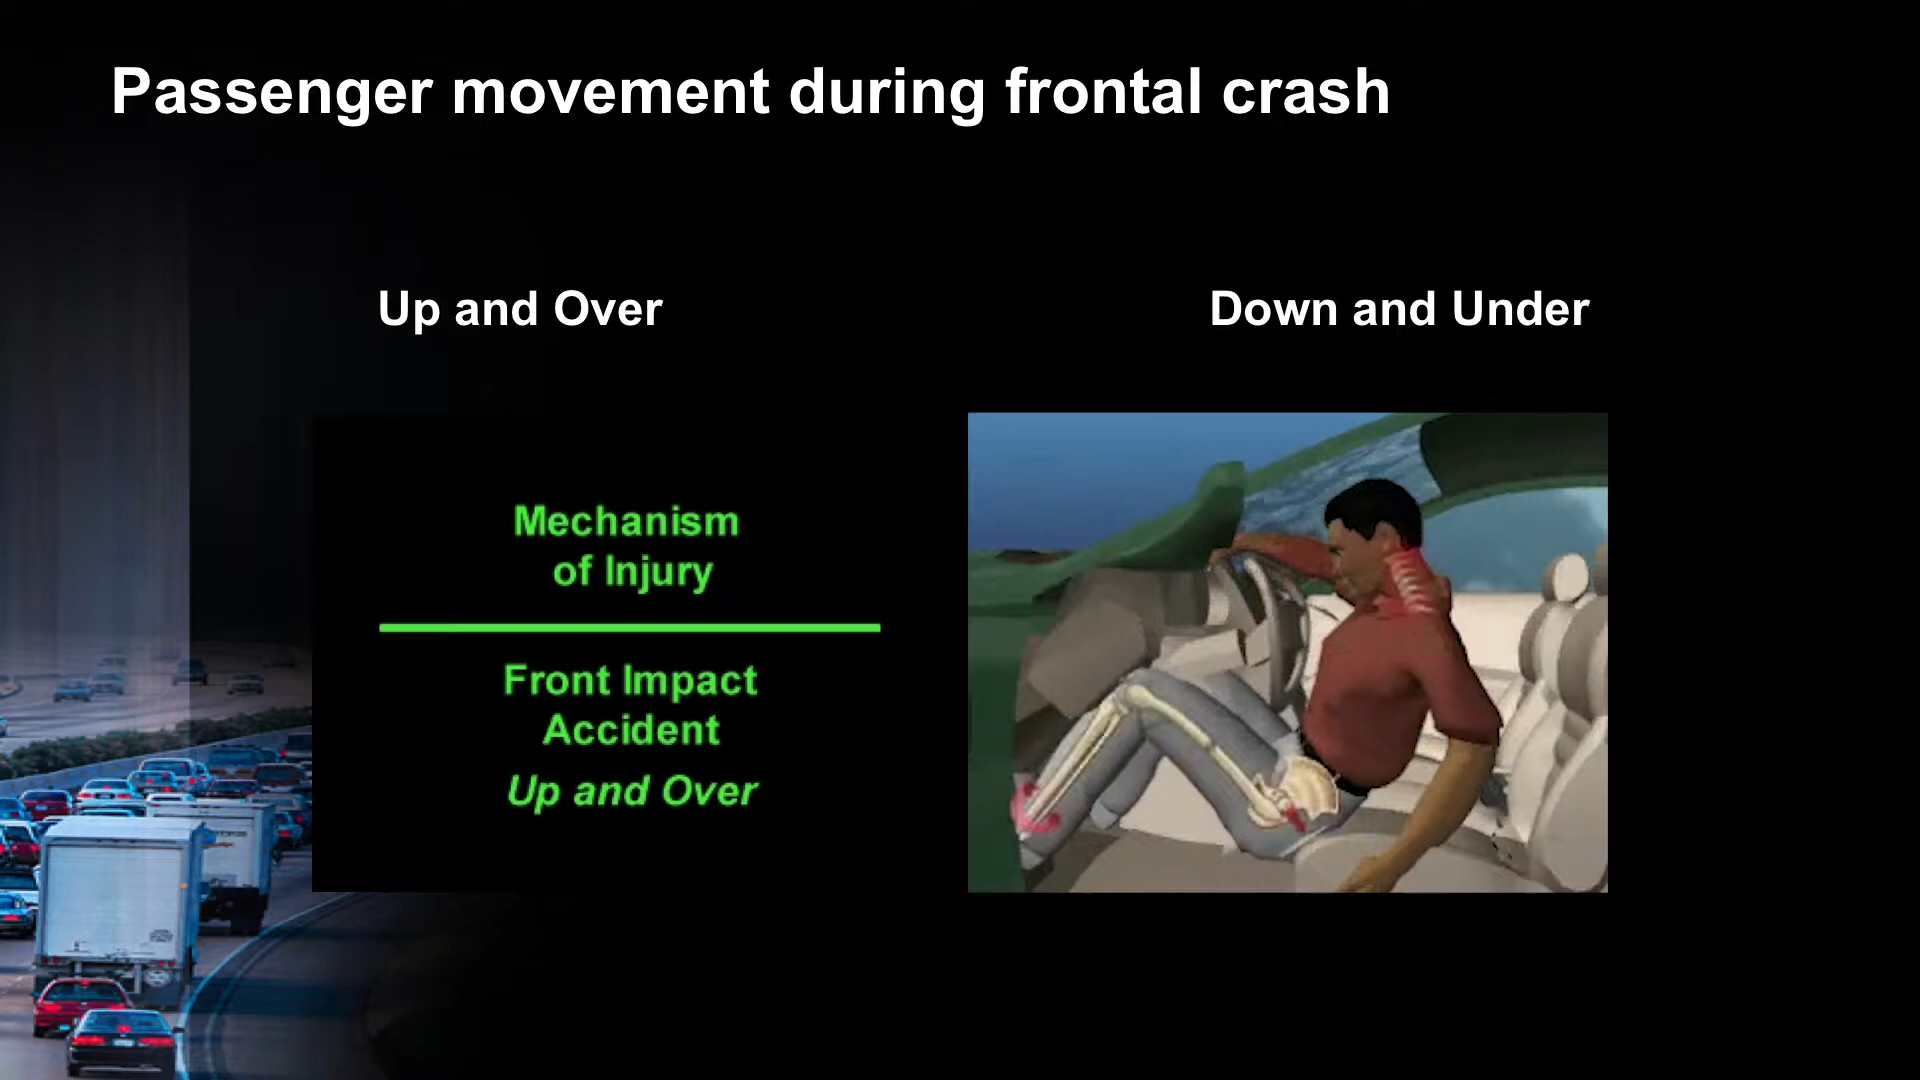 Passenger movement during frontal crash
Up and Over
Down and Under
Mechanism
of Injury
Front Impact
Accident
Up and Over